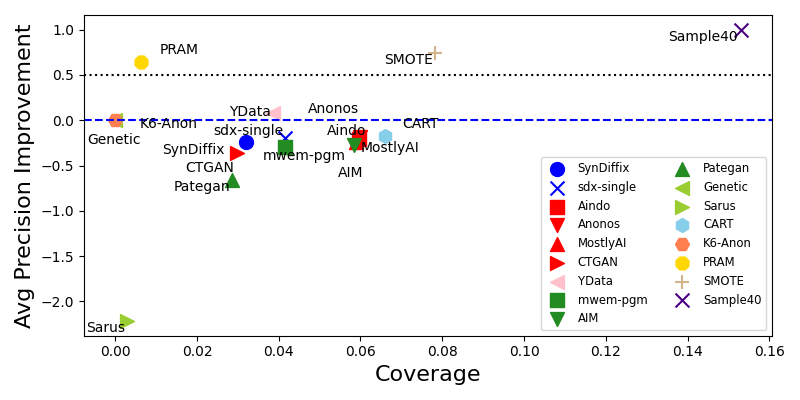 Avg Precision Improvement
1.0
0.5
0.0
−0.5
−1.0
−1.5
−2.0
PRAM
SMOTE
Sample40
YData
Anonos
K6-Anon
sdx-single
Aindo
CART
Genetic
SynDiffix
mwem-pgm
MostlyAI
CTGAN
AIM
Pategan
Sarus
SynDiffix
sdx-single
Aindo
Anonos
MostlyAI
CTGAN
YData
mwem-pgm
AIM
Pategan
Genetic
Sarus
CART
K6-Anon
PRAM
SMOTE
Sample40
0.00 0.02 0.04 0.06 0.08 0.10 0.12 0.14 0.16
Coverage